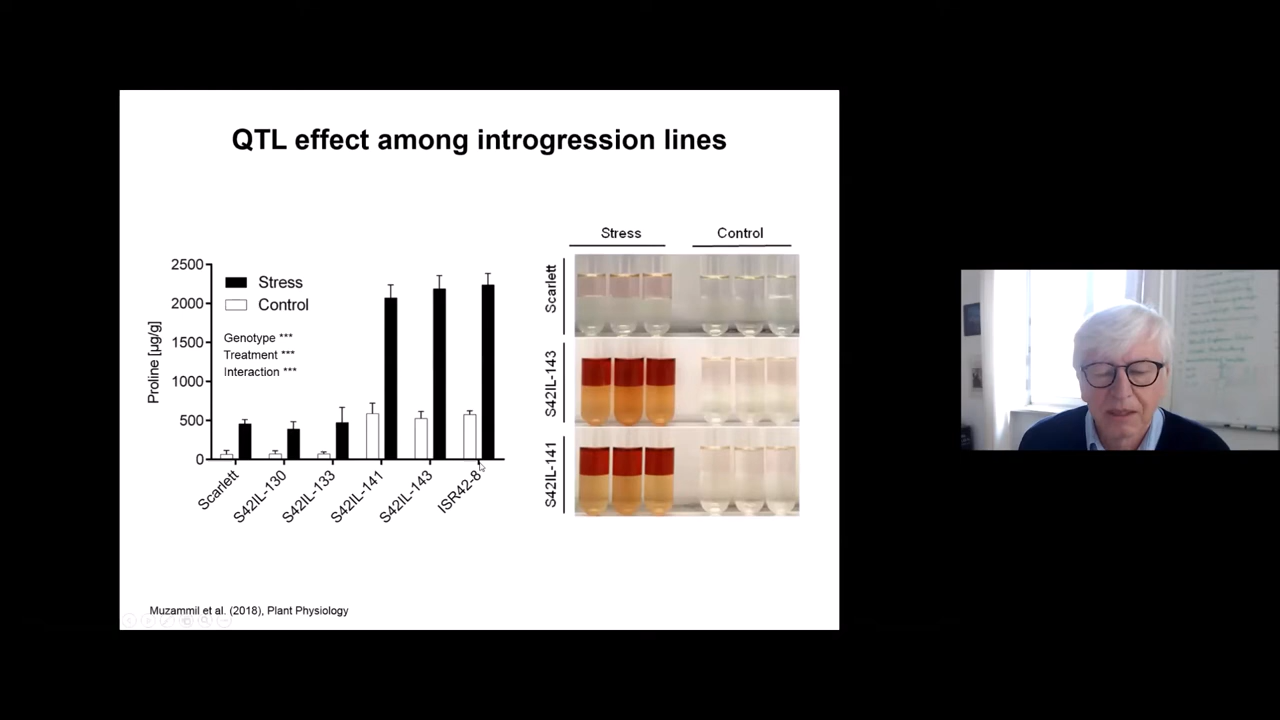 QTL effect among introgression lines
Stress
Control
2500
2000
1500
1000
500
0
Proline [µg/g]
Stress
Control
Genotype ***
Treatment ***
Interaction ***
Scarlett
S42IL-130
S42IL-133
S42IL-141
S42IL-143
ISR42-8
Scarlett
S42IL-143
S42IL-141
Muzammil et al. (2018), Plant Physiology